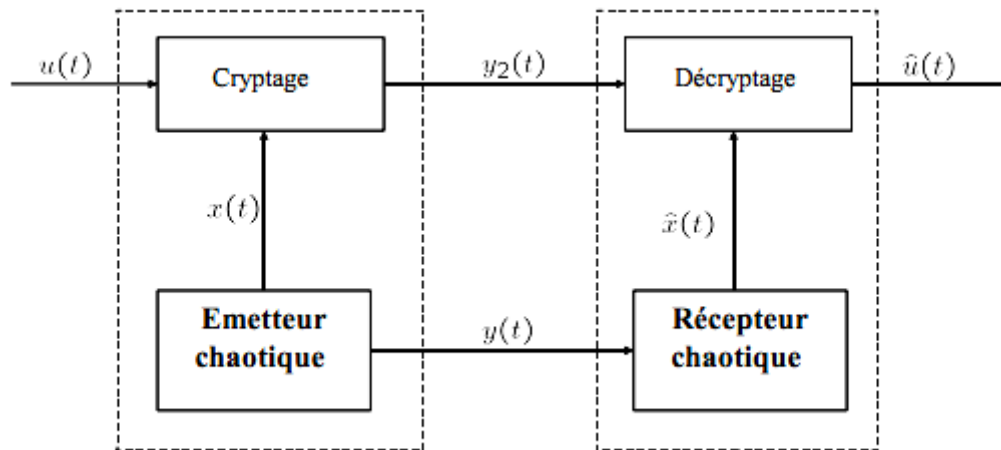 u(t)
Cryptage
y₂(t)
Décryptage
û(t)
x(t)
x̂(t)
Emetteur
chaotique
y(t)
Récepteur
chaotique